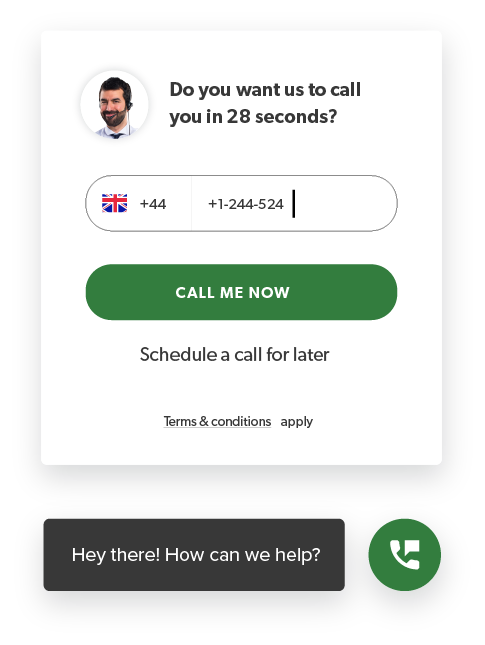 Do you want us to call
you in 28 seconds?
+44 +1-244-524
CALL ME NOW
Schedule a call for later
Terms & conditions apply
Hey there! How can we help?